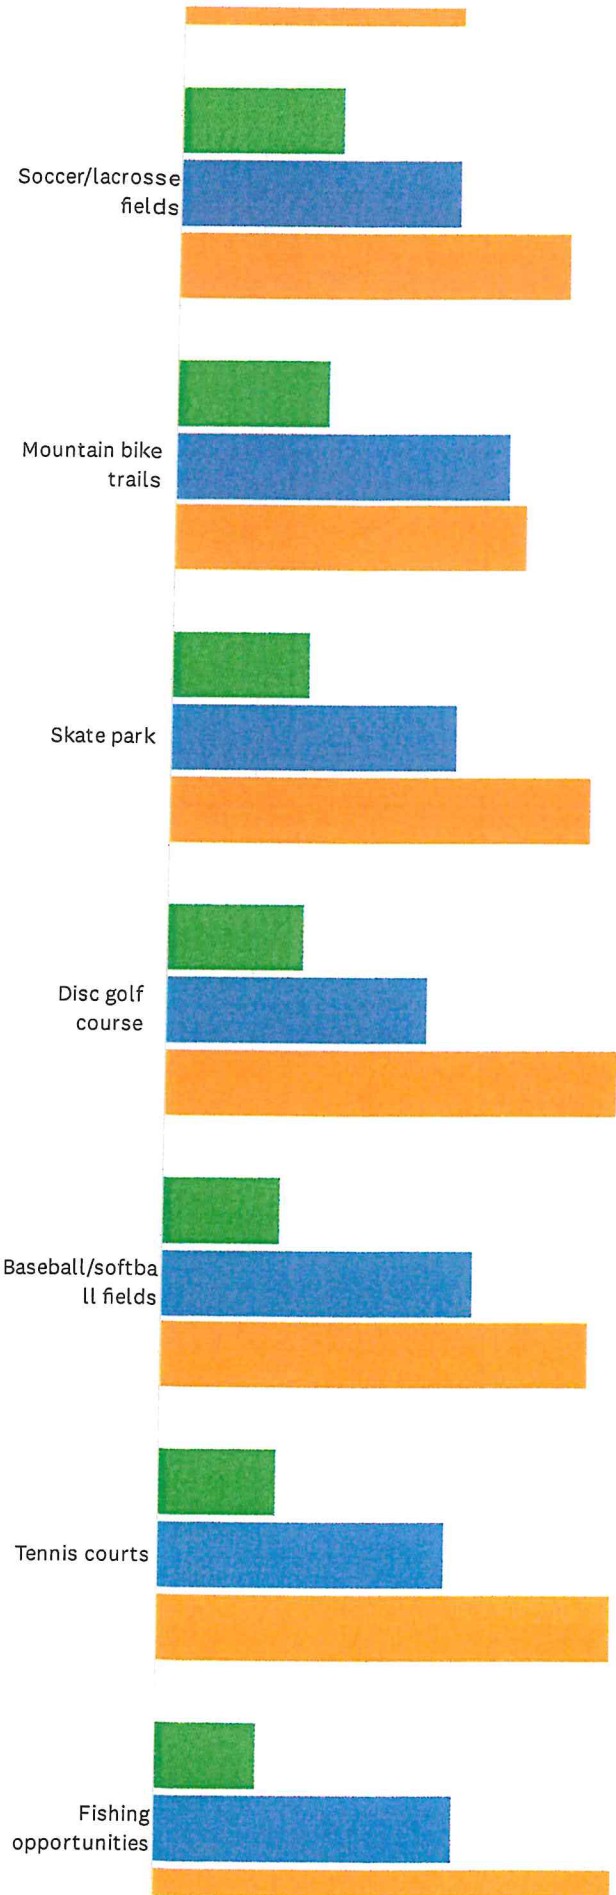 Soccer/lacrosse
fields
Mountain bike
trails
Skate park
Disc golf
course
Baseball/softba
ll fields
Tennis courts
Fishing
opportunities